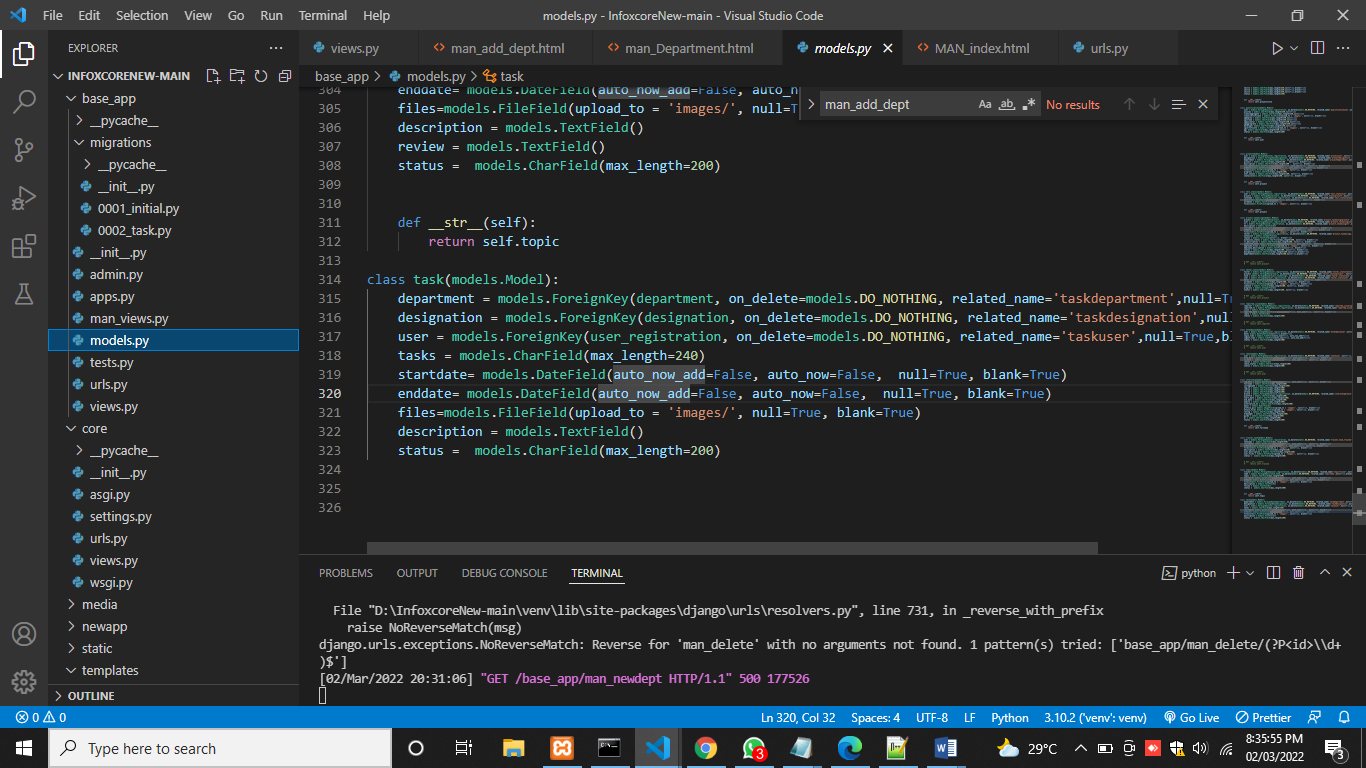 File Edit Selection View Go Run Terminal Help
models.py - InfoxcoreNew-main - Visual Studio Code
EXPLORER
INFOXCORENEW-MAIN
base_app
__pycache__
migrations
__pycache__
__init__.py
0001_initial.py
0002_task.py
__init__.py
admin.py
apps.py
man_views.py
models.py
tests.py
urls.py
views.py
core
__pycache__
__init__.py
asgi.py
settings.py
urls.py
views.py
wsgi.py
media
newapp
static
templates
OUTLINE
views.py man_add_dept.html man_Department.html models.py MAN_index.html urls.py
base_app > models.py > task
man_add_dept Aa ab .* No results
304 enddate= models.DateField(auto_now_add=False, auto_n
305 files=models.FileField(upload_to = 'images/', null=T
306 description = models.TextField()
307 review = models.TextField()
308 status =  models.CharField(max_length=200)
309
310
311 def __str__(self):
312 return self.topic
313
314 class task(models.Model):
315 department = models.ForeignKey(department, on_delete=models.DO_NOTHING, related_name='taskdepartment',null=Tr
316 designation = models.ForeignKey(designation, on_delete=models.DO_NOTHING, related_name='taskdesignation',null
317 user = models.ForeignKey(user_registration, on_delete=models.DO_NOTHING, related_name='taskuser',null=True,bl
318 tasks = models.CharField(max_length=240)
319 startdate= models.DateField(auto_now_add=False, auto_now=False,  null=True, blank=True)
320 enddate= models.DateField(auto_now_add=False, auto_now=False,  null=True, blank=True)
321 files=models.FileField(upload_to = 'images/', null=True, blank=True)
322 description = models.TextField()
323 status =  models.CharField(max_length=200)
324
325
326
PROBLEMS OUTPUT DEBUG CONSOLE TERMINAL
python
File "D:\InfoxcoreNew-main\venv\lib\site-packages\django\urls\resolvers.py", line 731, in _reverse_with_prefix
raise NoReverseMatch(msg)
django.urls.exceptions.NoReverseMatch: Reverse for 'man_delete' with no arguments not found. 1 pattern(s) tried: ['base_app/man_delete/(?P<id>\\d+
)$']
[02/Mar/2022 20:31:06] "GET /base_app/man_newdept HTTP/1.1" 500 177526
0 0 Ln 320, Col 32 Spaces: 4 UTF-8 LF Python 3.10.2 ('venv': venv) Go Live Prettier
Type here to search
3
29°C
8:35:55 PM
02/03/2022
3